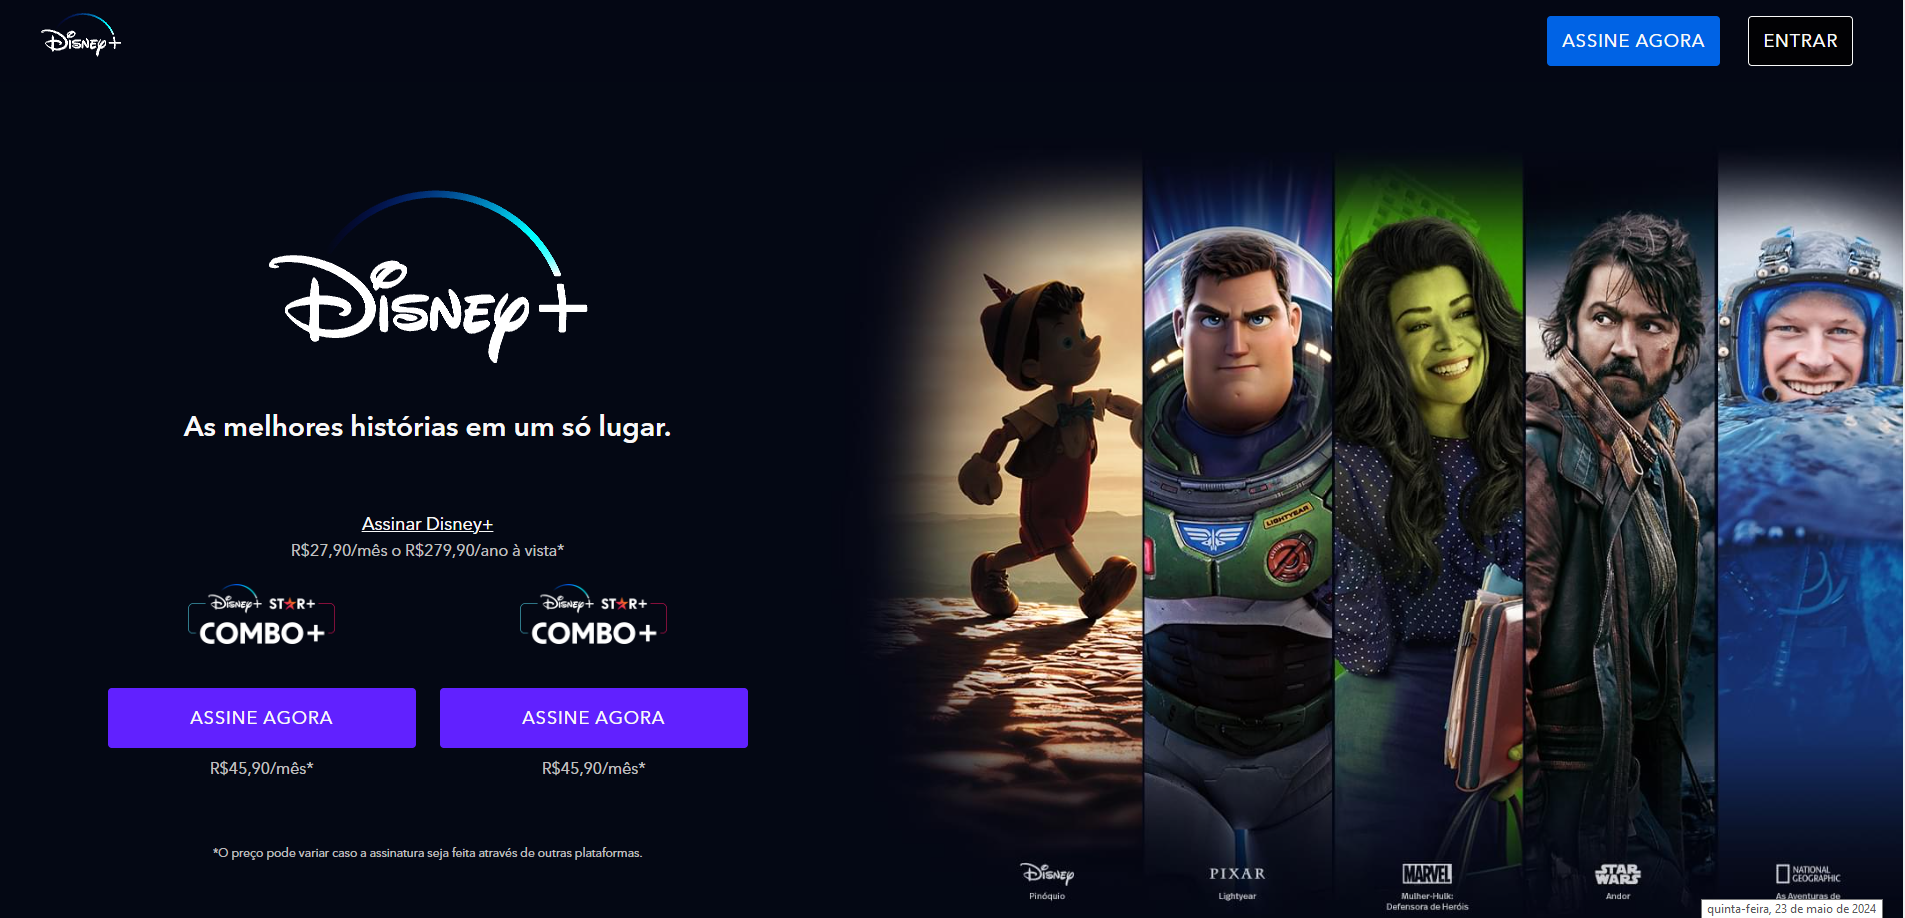 Disney+
ASSINE AGORA
ENTRAR
Disney+
As melhores histórias em um só lugar.
Assinar Disney+
R$27,90/mês o R$279,90/ano à vista*
Disney+ STAR+
COMBO+
Disney+ STAR+
COMBO+
ASSINE AGORA
ASSINE AGORA
R$45,90/mês*
R$45,90/mês*
*O preço pode variar caso a assinatura seja feita através de outras plataformas.
LIGHTYEAR
Disney
Pinóquio
PIXAR
Lightyear
MARVEL
Mulher-Hulk:
Defensora de Heróis
STAR
WARS
Andor
NATIONAL
GEOGRAPHIC
As Aventuras de
quinta-feira, 23 de maio de 2024